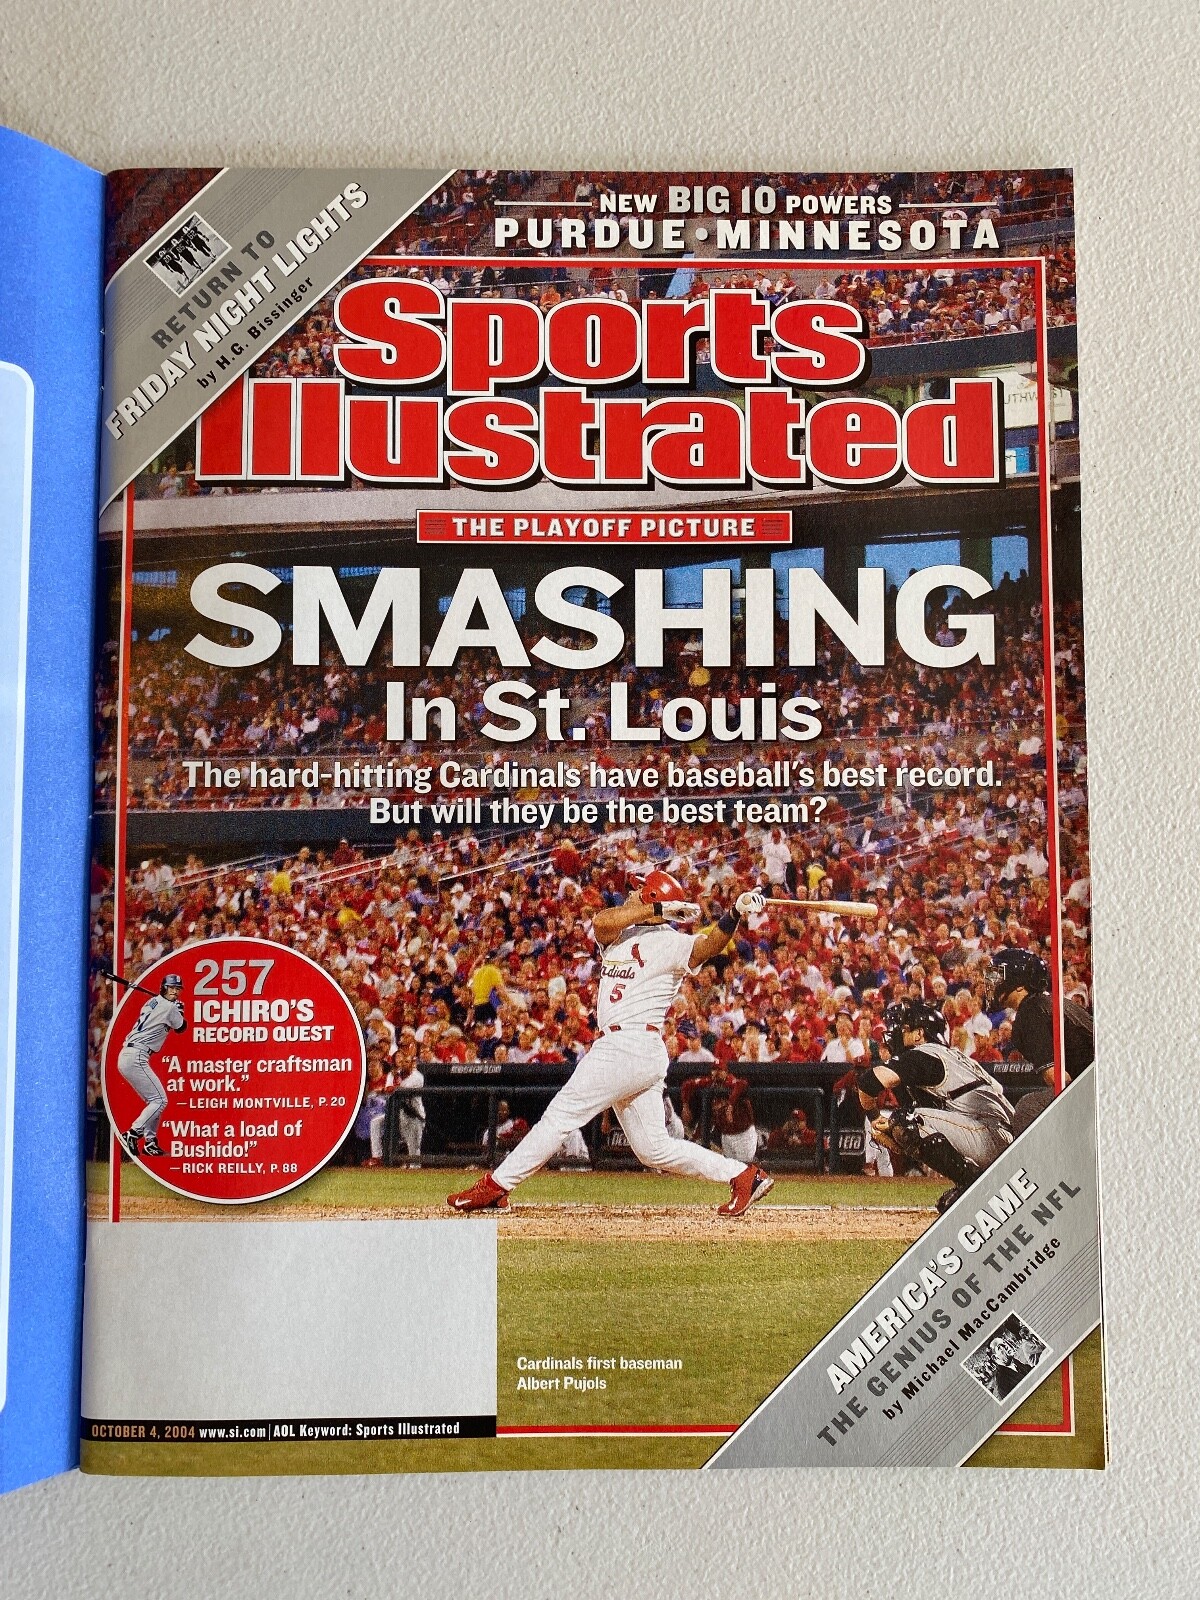 RETURN TO
FRIDAY NIGHT LIGHTS
by H.G. Bissinger
NEW BIG 10 POWERS
PURDUE • MINNESOTA
Sports
Illustrated
THE PLAYOFF PICTURE
SMASHING
In St. Louis
The hard-hitting Cardinals have baseball's best record.
But will they be the best team?
5
257
ICHIRO'S
RECORD QUEST
“A master craftsman
at work.”
—LEIGH MONTVILLE, P. 20
“What a load of
Bushido!”
—RICK REILLY, P. 88
AMERICA'S GAME
THE GENIUS OF THE NFL
by Michael MacCambridge
Cardinals first baseman
Albert Pujols
OCTOBER 4, 2004 www.si.com | AOL Keyword: Sports Illustrated